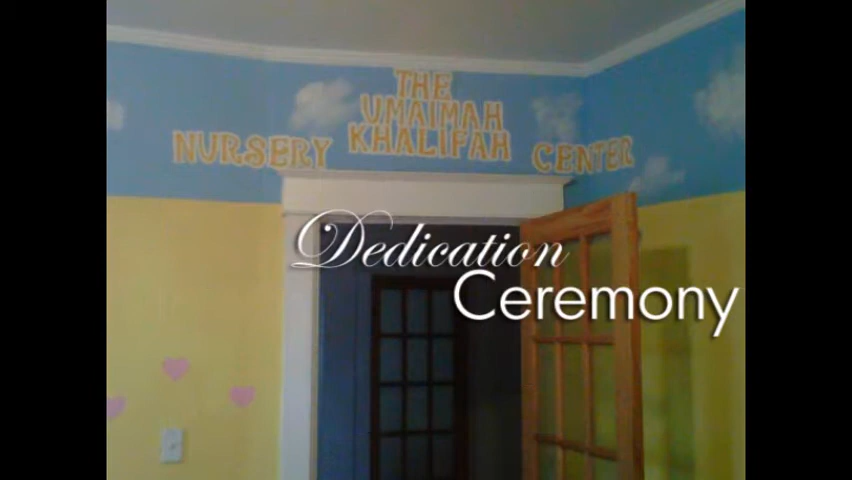 THE
UMAIMAH
NURSERY KHALIFAH CENTER
Dedication
Ceremony